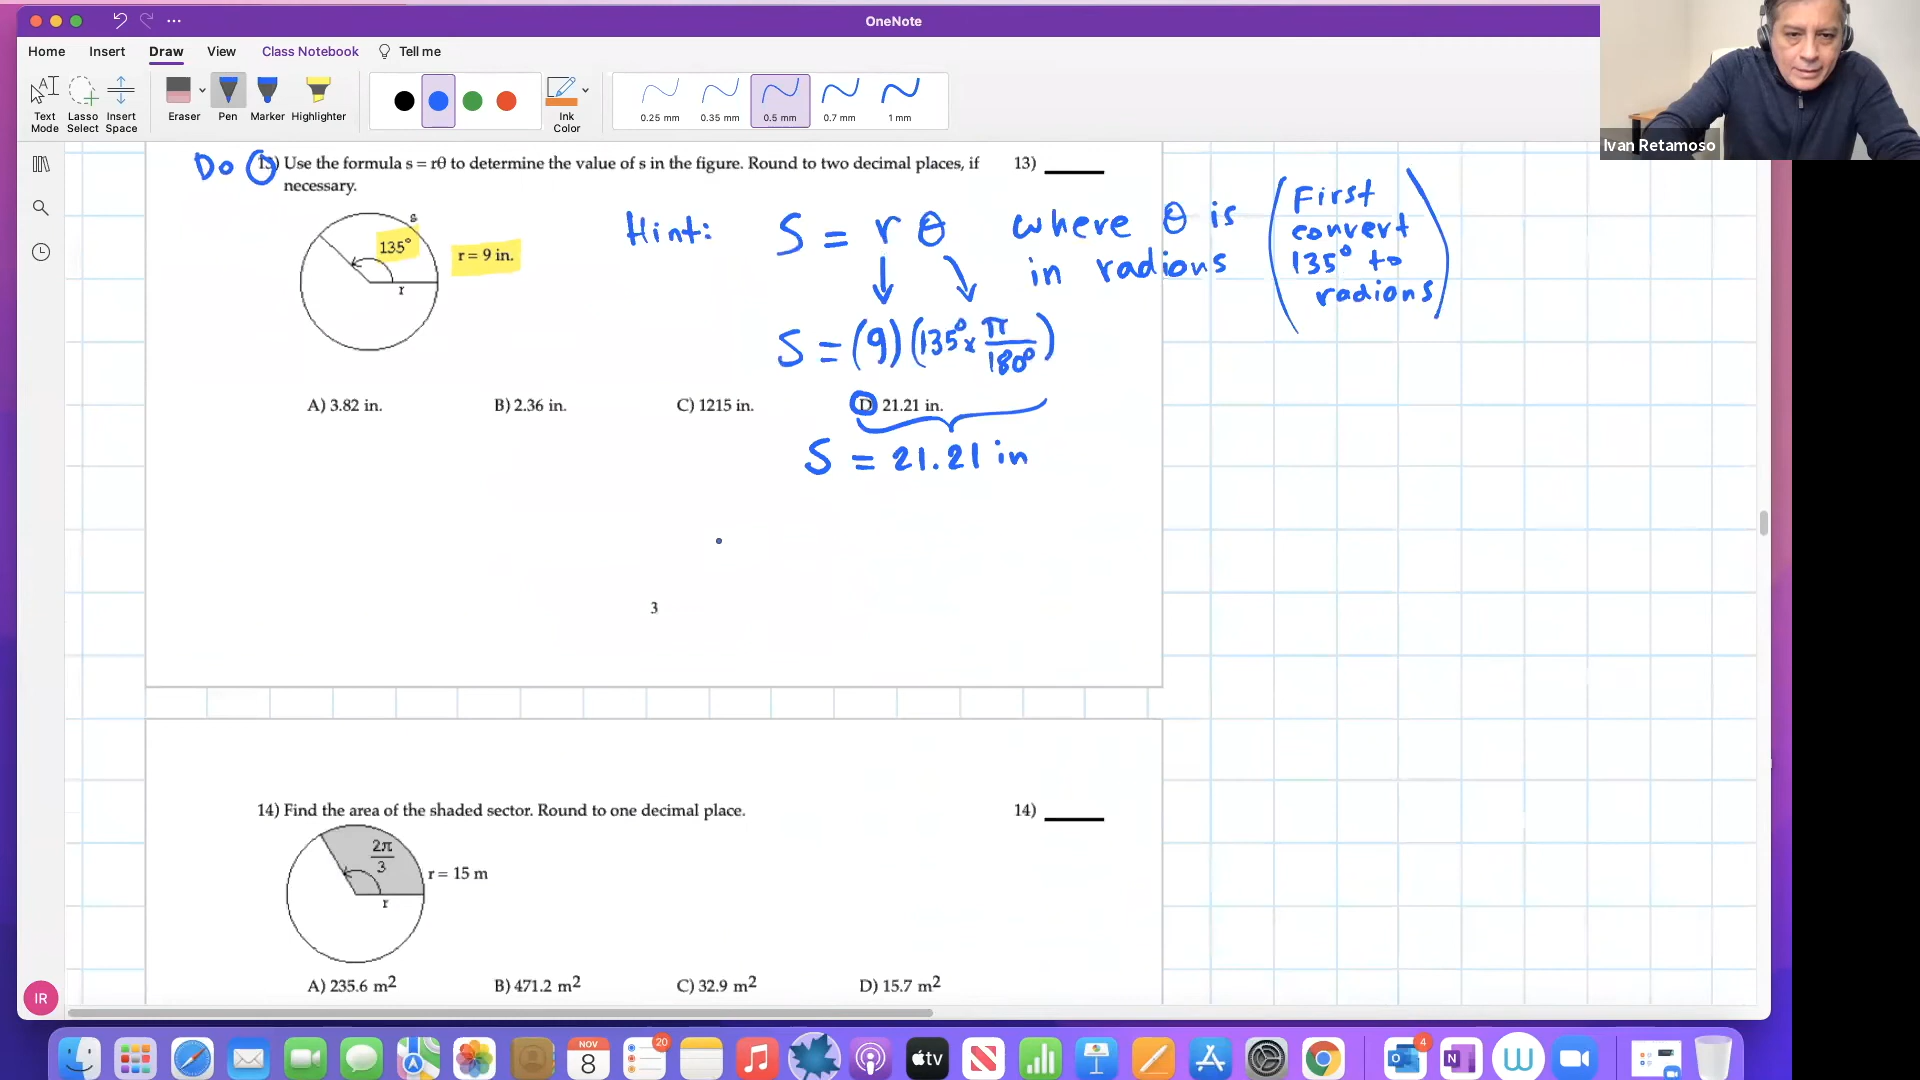 OneNote
Home Insert Draw View Class Notebook Tell me
Text Mode
Lasso Select
Insert Space
Eraser
Pen
Marker
Highlighter
Ink Color
0.25 mm
0.35 mm
0.5 mm
0.7 mm
1 mm
Ivan Retamoso
Do
13) Use the formula s = rθ to determine the value of s in the figure. Round to two decimal places, if
13)
necessary.
s
135°
r = 9 in.
r
Hint: S = r θ where θ is
in radians
(First
convert
135° to
radians)
S = (9)(135° × π/180°)
A) 3.82 in. B) 2.36 in. C) 1215 in. D) 21.21 in.
S = 21.21 in
3
14) Find the area of the shaded sector. Round to one decimal place.
14)
2π
3
r = 15 m
r
A) 235.6 m2 B) 471.2 m2 C) 32.9 m2 D) 15.7 m2
IR
NOV
8
20
tv
4